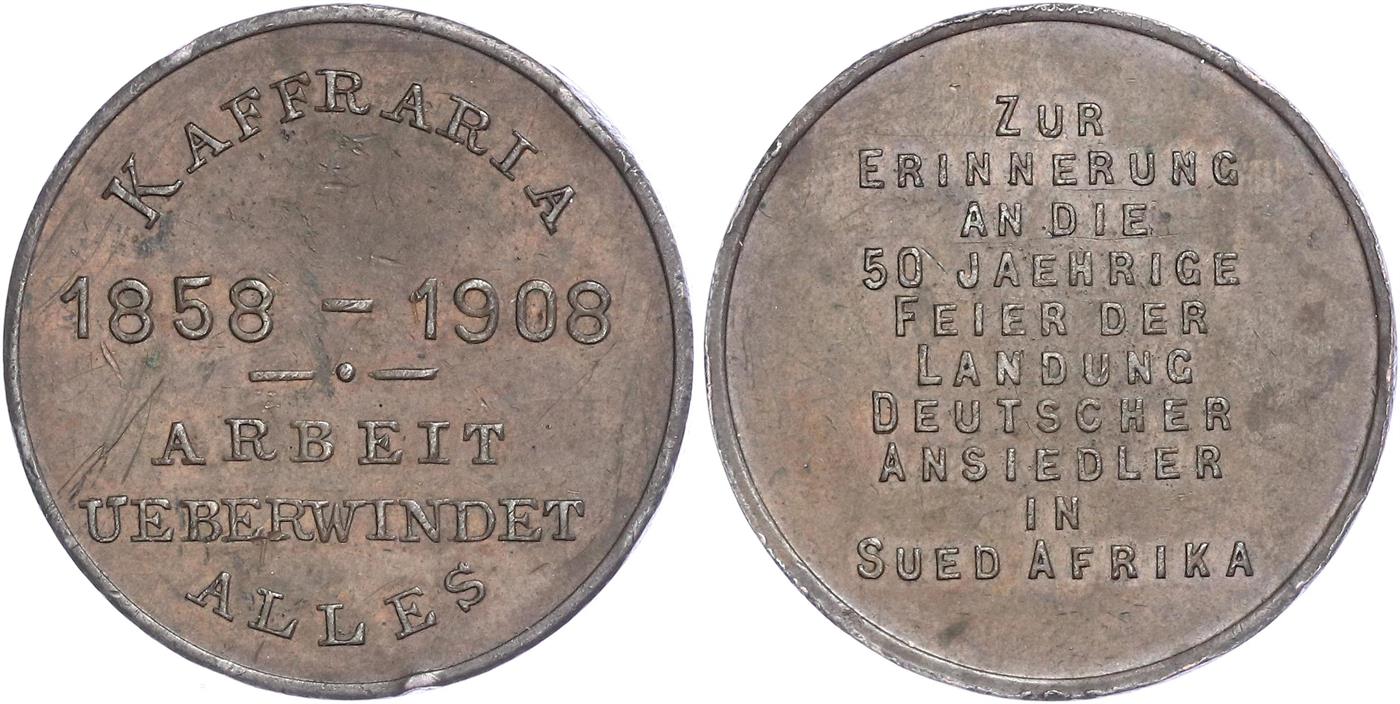 KAFFRARIA
1858 – 1908
ARBEIT
UEBERWINDET
ALLES
ZUR
ERINNERUNG
AN DIE
50 JAEHRIGE
FEIER DER
LANDUNG
DEUTSCHER
ANSIEDLER
IN
SUED AFRIKA